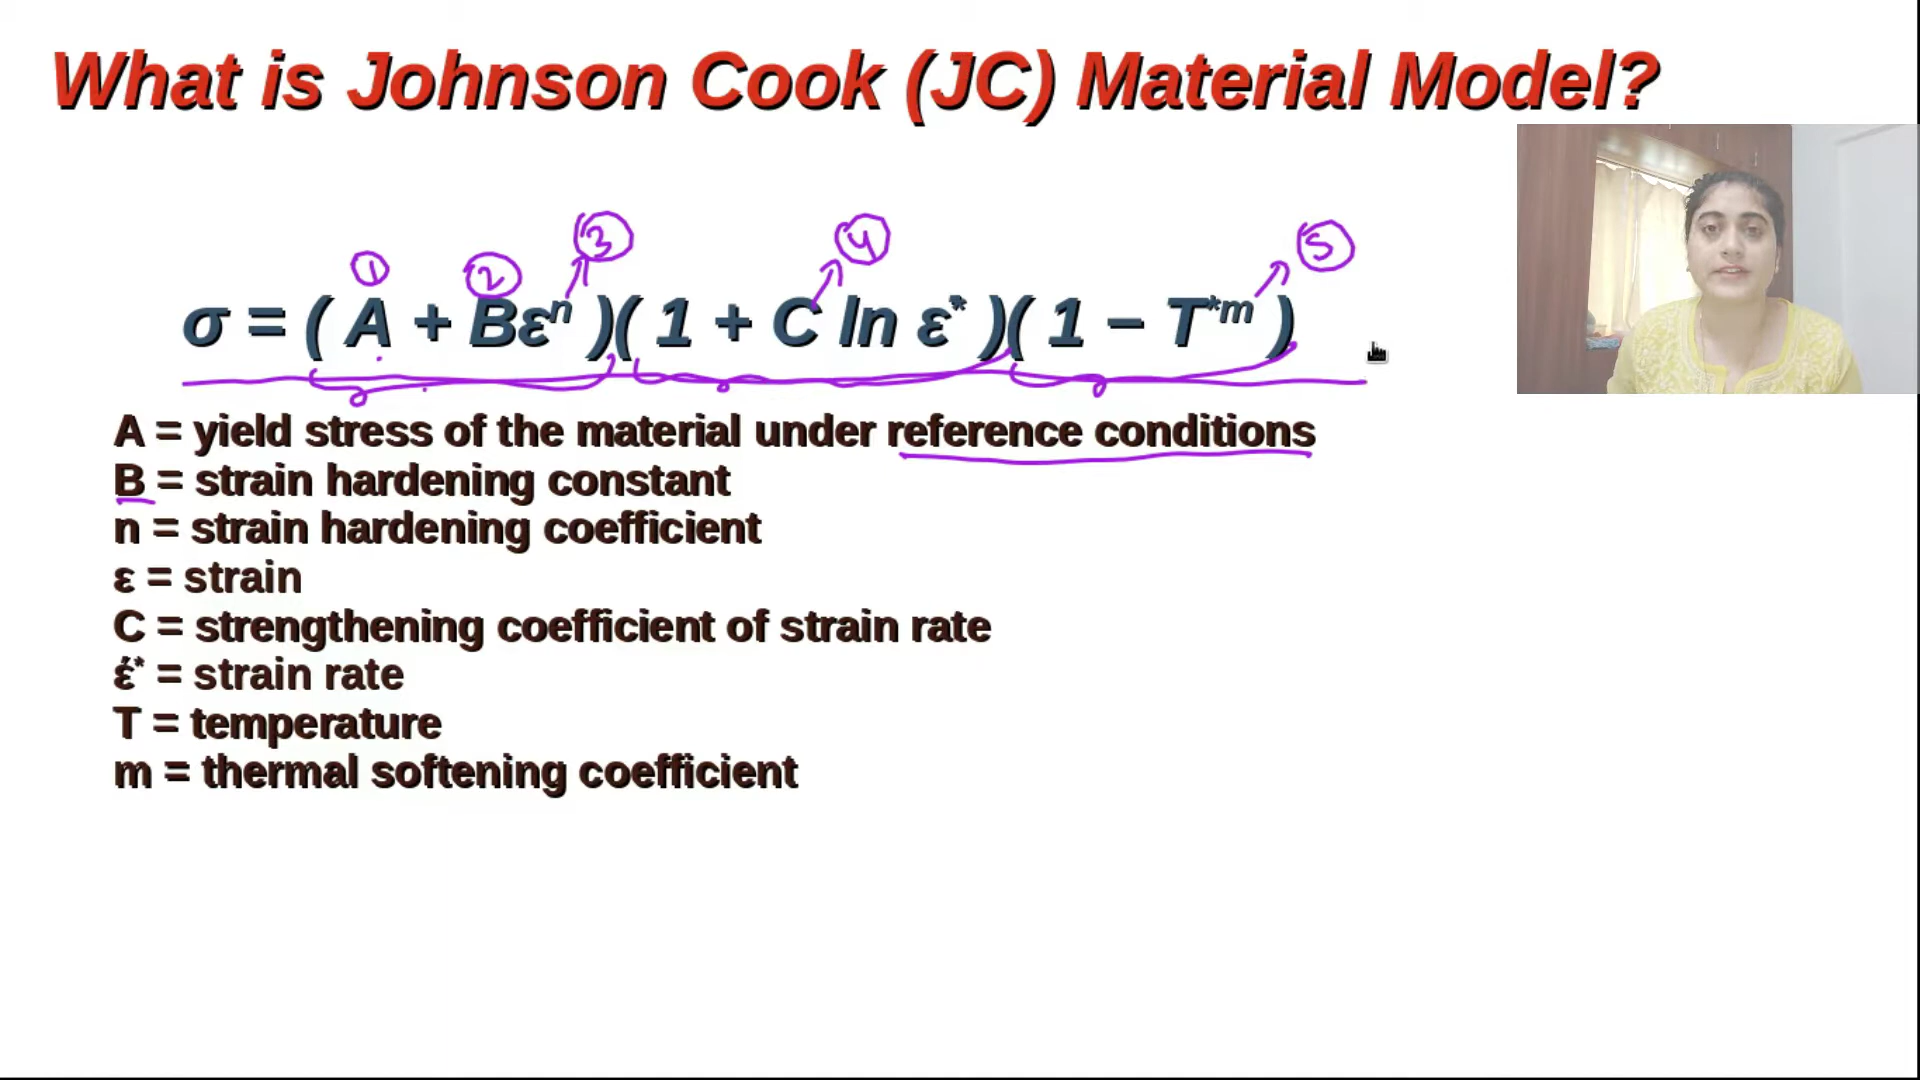 What is Johnson Cook (JC) Material Model?
1 2 3 4 5
σ = ( A + Bεⁿ )( 1 + C ln ε* )( 1 − T*ᵐ )
A = yield stress of the material under reference conditions
B = strain hardening constant
n = strain hardening coefficient
ε = strain
C = strengthening coefficient of strain rate
έ* = strain rate
T = temperature
m = thermal softening coefficient